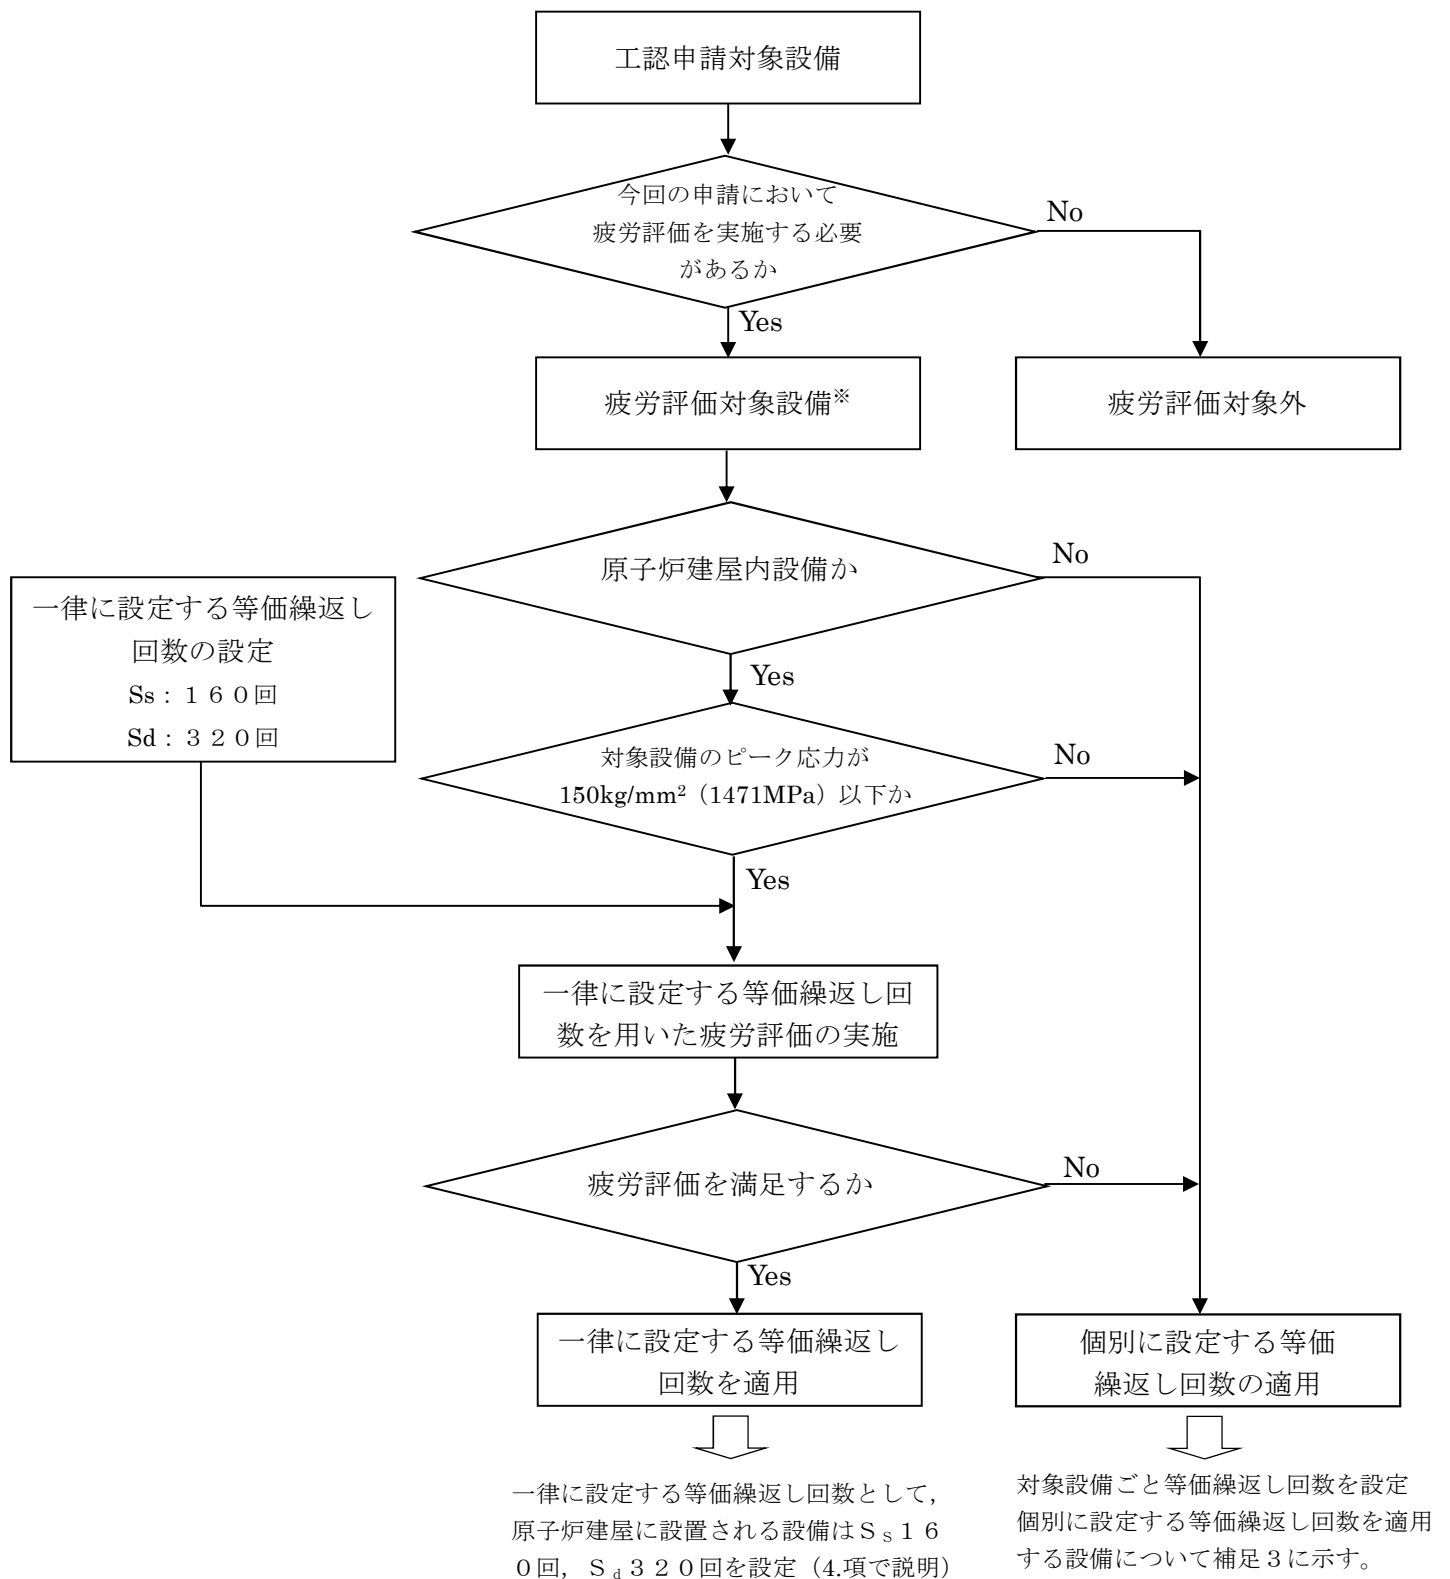 工認申請対象設備
今回の申請において
疲労評価を実施する必要
があるか
No
Yes
疲労評価対象設備※
疲労評価対象外
原子炉建屋内設備か
No
Yes
一律に設定する等価繰返し
回数の設定
Ss：１６０回
Sd：３２０回
対象設備のピーク応力が
150kg/mm²（1471MPa）以下か
No
Yes
一律に設定する等価繰返し回
数を用いた疲労評価の実施
疲労評価を満足するか
No
Yes
一律に設定する等価繰返し
回数を適用
個別に設定する等価
繰返し回数の適用
一律に設定する等価繰返し回数として，
原子炉建屋に設置される設備はＳｓ１６
０回，Ｓｄ３２０回を設定（4.項で説明）
対象設備ごと等価繰返し回数を設定
個別に設定する等価繰返し回数を適用
する設備について補足３に示す。